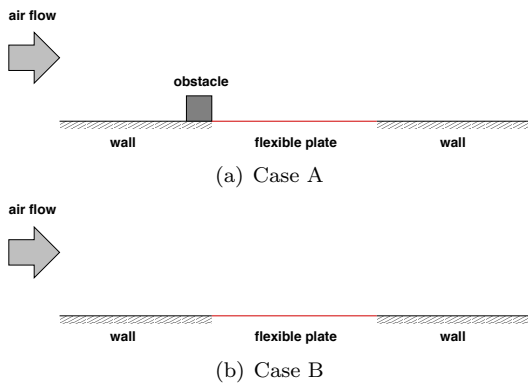 air flow
obstacle
wall flexible plate wall
(a) Case A
air flow
wall flexible plate wall
(b) Case B